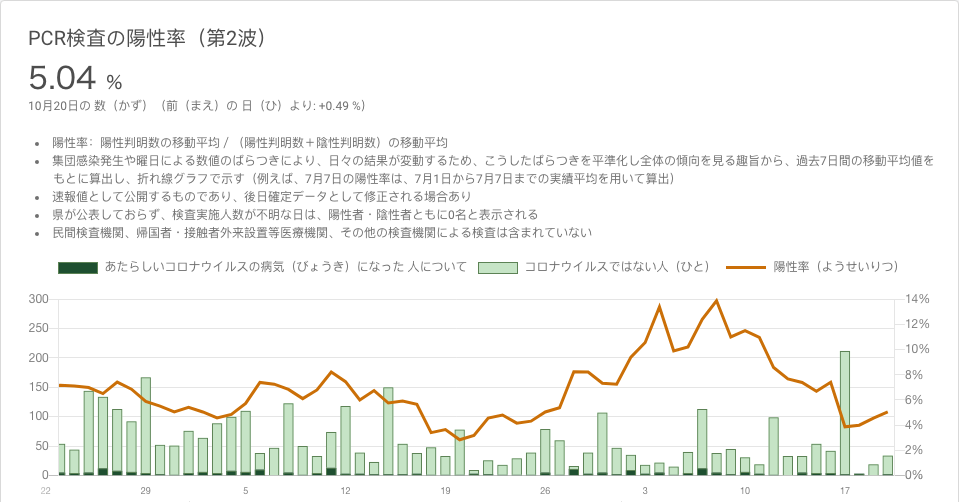 PCR検査の陽性率（第2波）
5.04 %
10月20日の 数（かず）（前（まえ）の 日（ひ）より: +0.49 %）
• 陽性率：陽性判明数の移動平均 / （陽性判明数＋陰性判明数）の移動平均
• 集団感染発生や曜日による数値のばらつきにより、日々の結果が変動するため、こうしたばらつきを平準化し全体の傾向を見る趣旨から、過去7日間の移動平均値を
もとに算出し、折れ線グラフで示す（例えば、7月7日の陽性率は、7月1日から7月7日までの実績平均を用いて算出）
• 速報値として公開するものであり、後日確定データとして修正される場合あり
• 県が公表しておらず、検査実施人数が不明な日は、陽性者・陰性者ともに0名と表示される
• 民間検査機関、帰国者・接触者外来設置等医療機関、その他の検査機関による検査は含まれていない
あたらしいコロナウイルスの病気（びょうき）になった 人について コロナウイルスではない人（ひと） 陽性率（ようせいりつ）
300 14%
12%
250
10%
200
8%
150
6%
100
4%
50
2%
0 0%
22 29 5 12 19 26 3 10 17